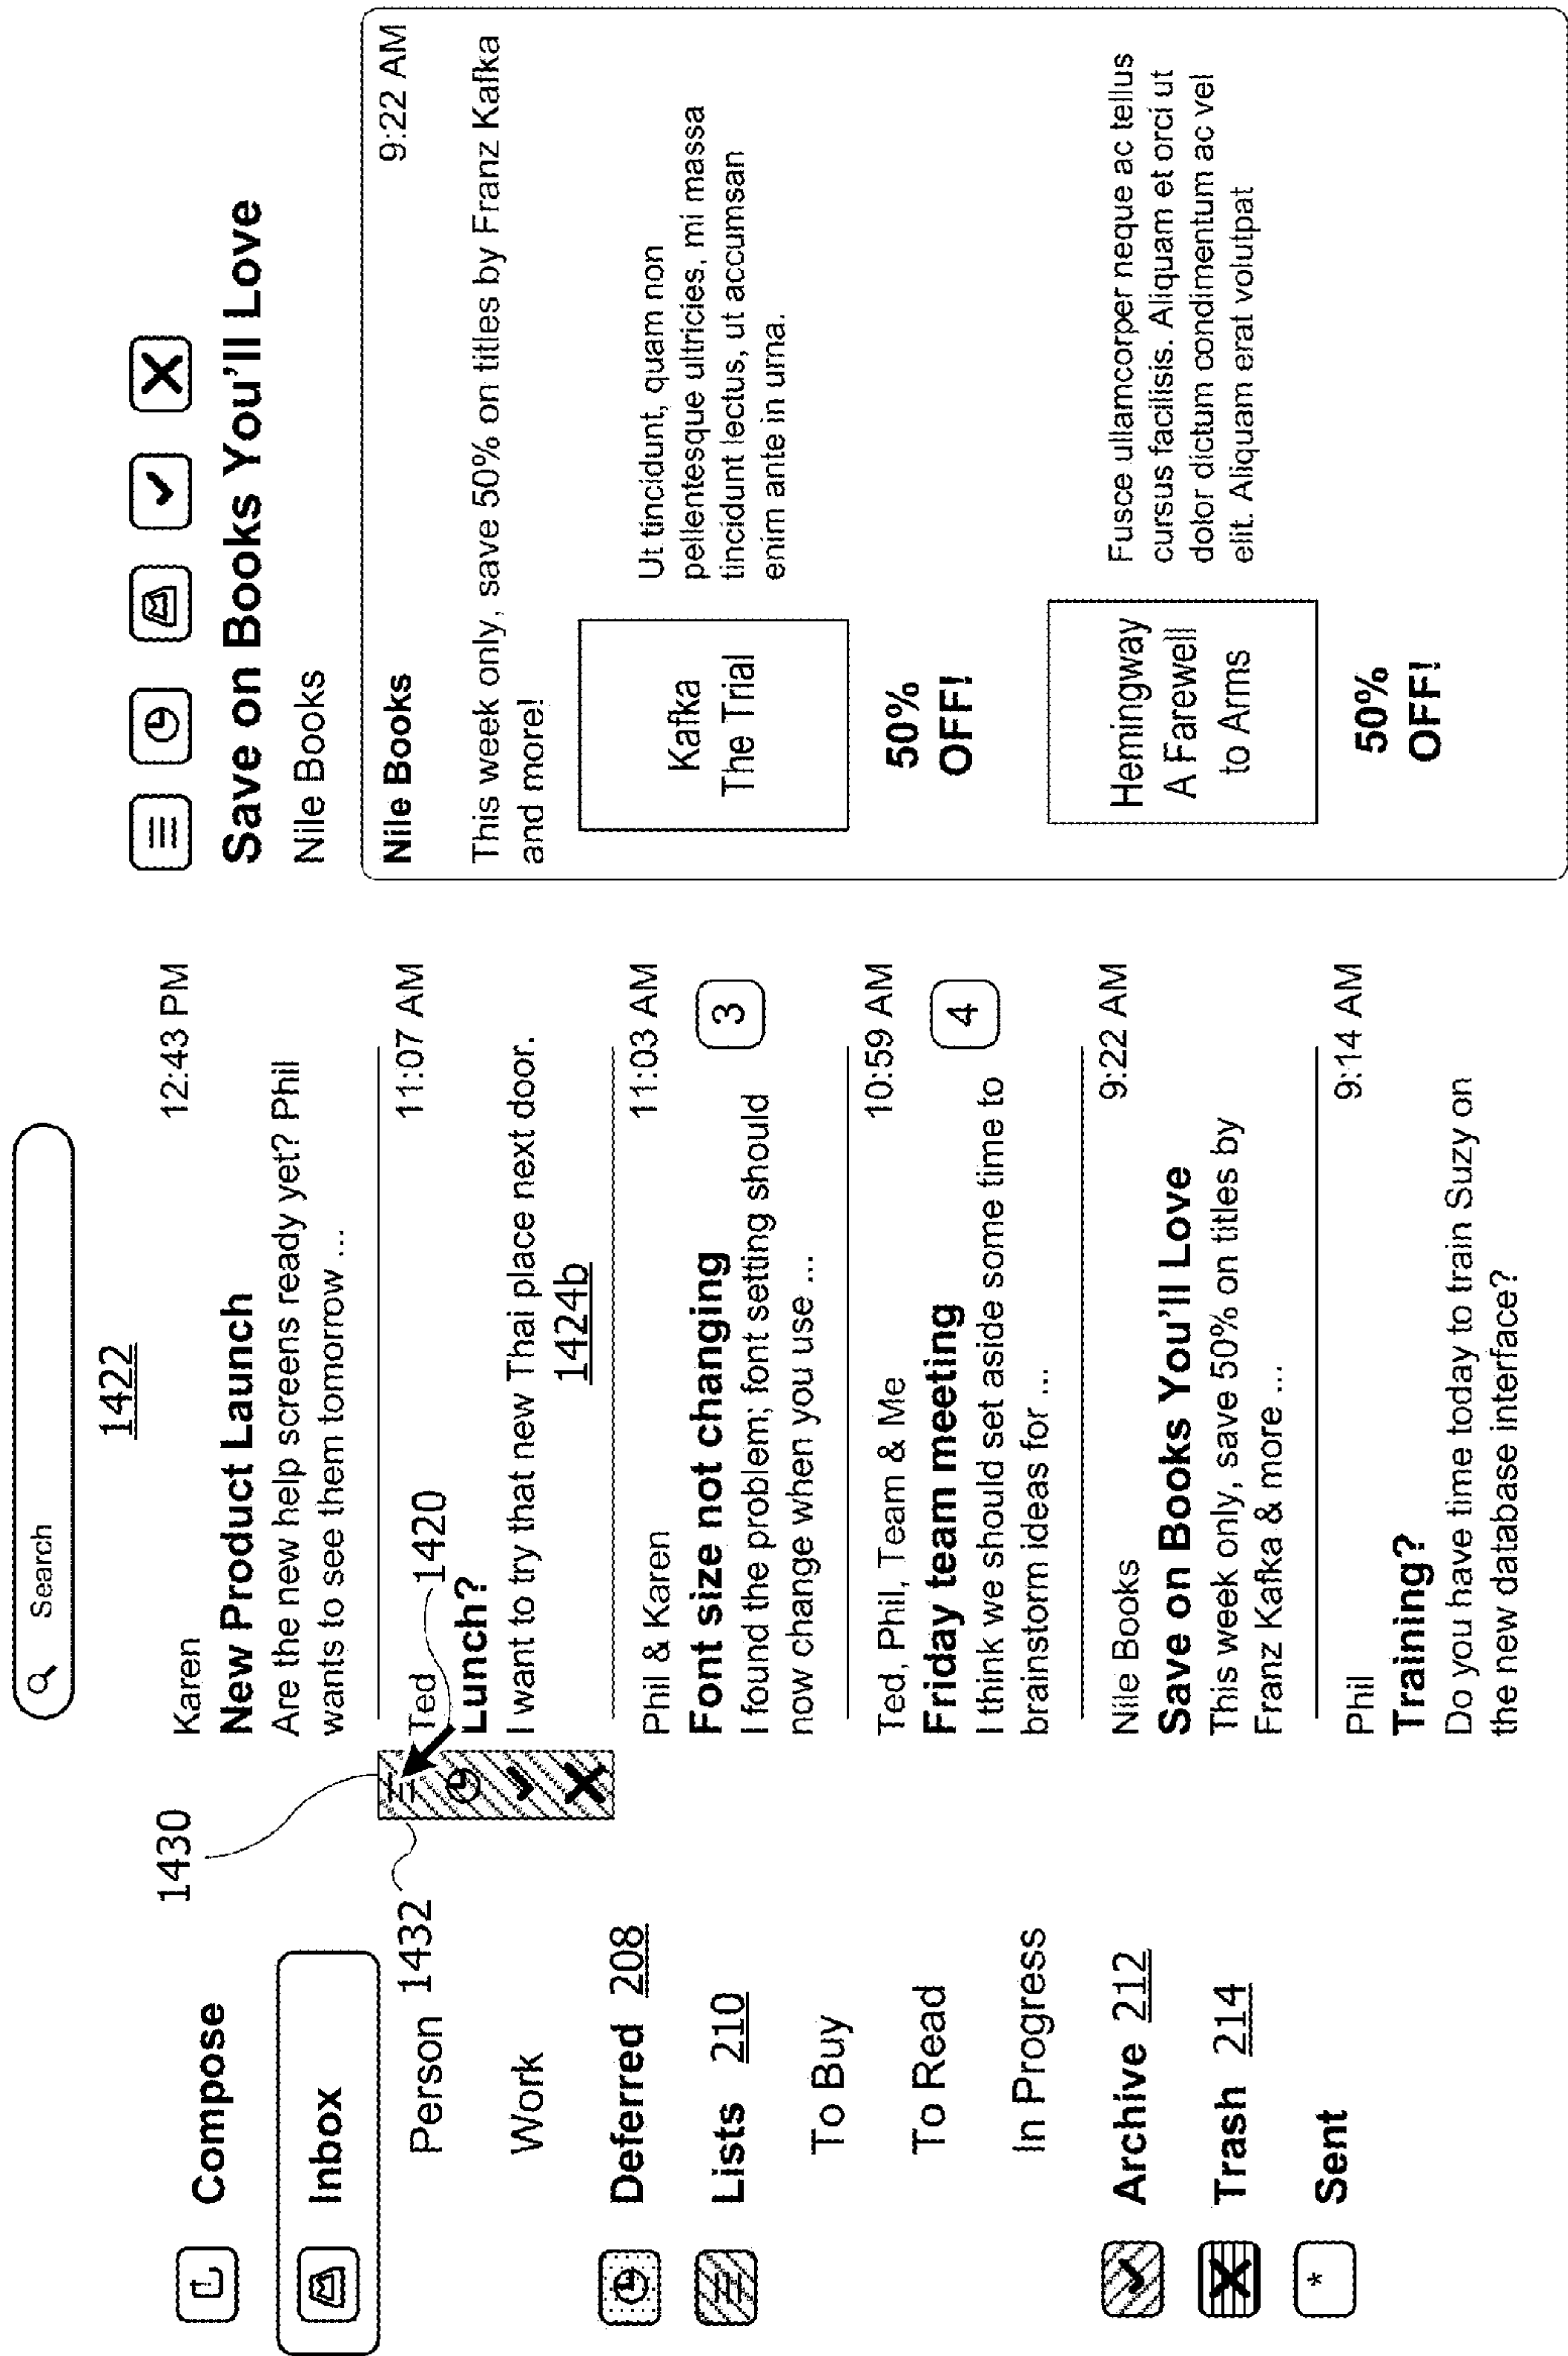 Search
1422
Compose
Inbox
Person
Work
Deferred 208
Lists 210
To Buy
To Read
In Progress
Archive 212
Trash 214
* Sent
1430
1432
1420
Karen 12:43 PM
New Product Launch
Are the new help screens ready yet? Phil
wants to see them tomorrow ...
Ted 11:07 AM
Lunch?
I want to try that new Thai place next door.
1424b
Phil & Karen 11:03 AM
Font size not changing 3
I found the problem; font setting should
now change when you use ...
Ted, Phil, Team & Me 10:59 AM
Friday team meeting 4
I think we should set aside some time to
brainstorm ideas for ...
Nile Books 9:22 AM
Save on Books You'll Love
This week only, save 50% on titles by
Franz Kafka & more ...
Phil 9:14 AM
Training?
Do you have time today to train Suzy on
the new database interface?
Save on Books You'll Love
Nile Books
Nile Books 9:22 AM
This week only, save 50% on titles by Franz Kafka
and more!
Kafka
The Trial
50%
OFF!
Ut tincidunt, quam non
pellentesque ultricies, mi massa
tincidunt lectus, ut accumsan
enim ante in urna.
Hemingway
A Farewell
to Arms
50%
OFF!
Fusce ullamcorper neque ac tellus
cursus facilisis. Aliquam et orci ut
dolor dictum condimentum ac vel
elit. Aliquam erat volutpat